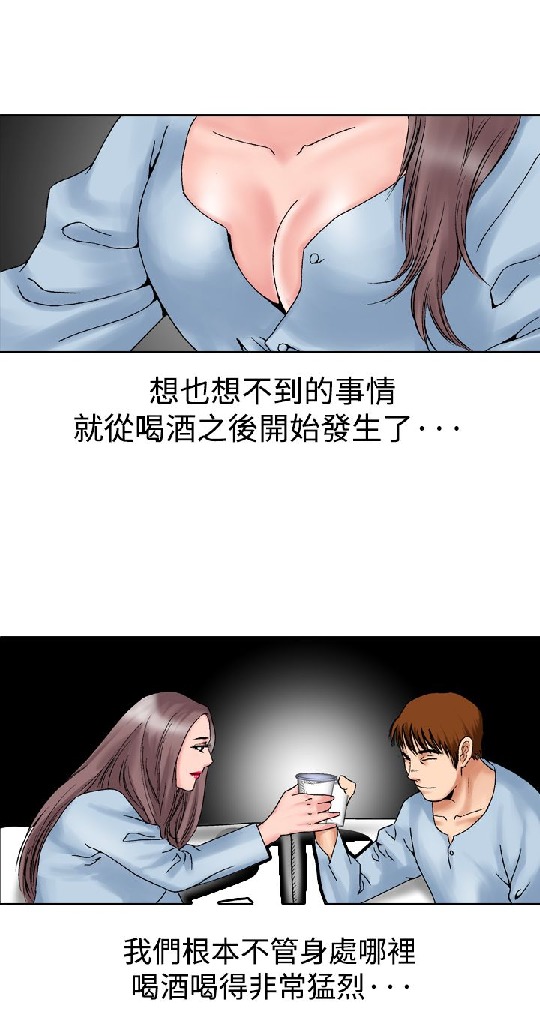 想也想不到的事情
就從喝酒之後開始發生了···
我們根本不管身處哪裡
喝酒喝得非常猛烈···